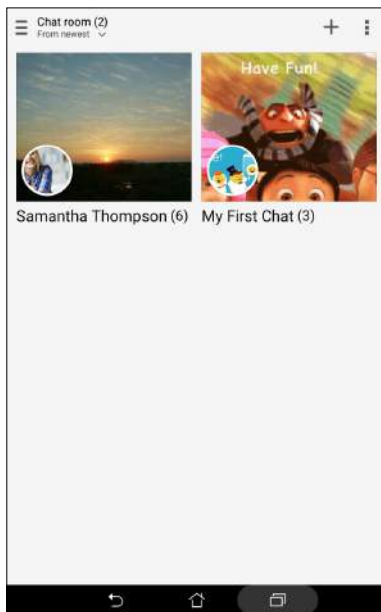 Chat room (2)
From newest
Have Fun!
Samantha Thompson (6)
My First Chat (3)